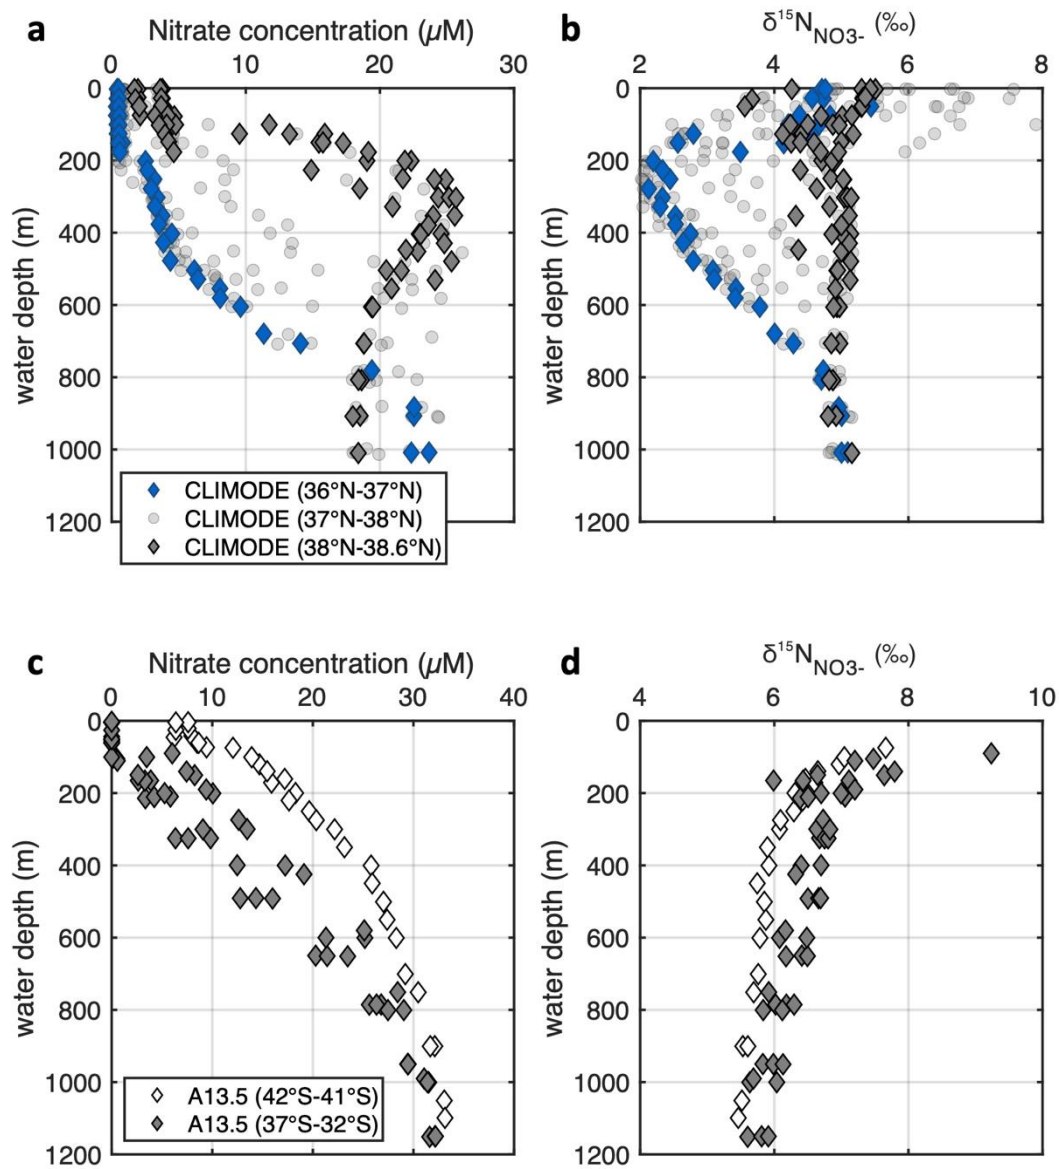 a Nitrate concentration (μM)
0 10 20 30
0
200
400
600
800
1000
1200
water depth (m)
CLIMODE (36°N-37°N)
CLIMODE (37°N-38°N)
CLIMODE (38°N-38.6°N)
b δ¹⁵N_NO3- (‰)
2 4 6 8
0
200
400
600
800
1000
1200
water depth (m)
c Nitrate concentration (μM)
0 10 20 30 40
0
200
400
600
800
1000
1200
water depth (m)
A13.5 (42°S-41°S)
A13.5 (37°S-32°S)
d δ¹⁵N_NO3- (‰)
4 6 8 10
0
200
400
600
800
1000
1200
water depth (m)